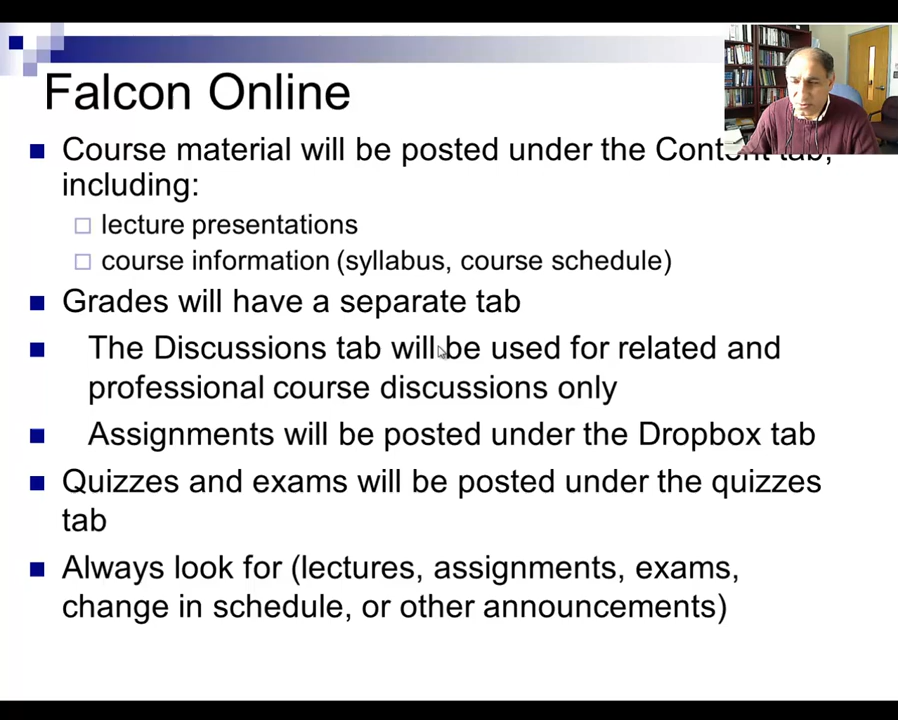 Falcon Online
Course material will be posted under the Content tab,
including:
lecture presentations
course information (syllabus, course schedule)
Grades will have a separate tab
The Discussions tab will be used for related and
professional course discussions only
Assignments will be posted under the Dropbox tab
Quizzes and exams will be posted under the quizzes
tab
Always look for (lectures, assignments, exams,
change in schedule, or other announcements)